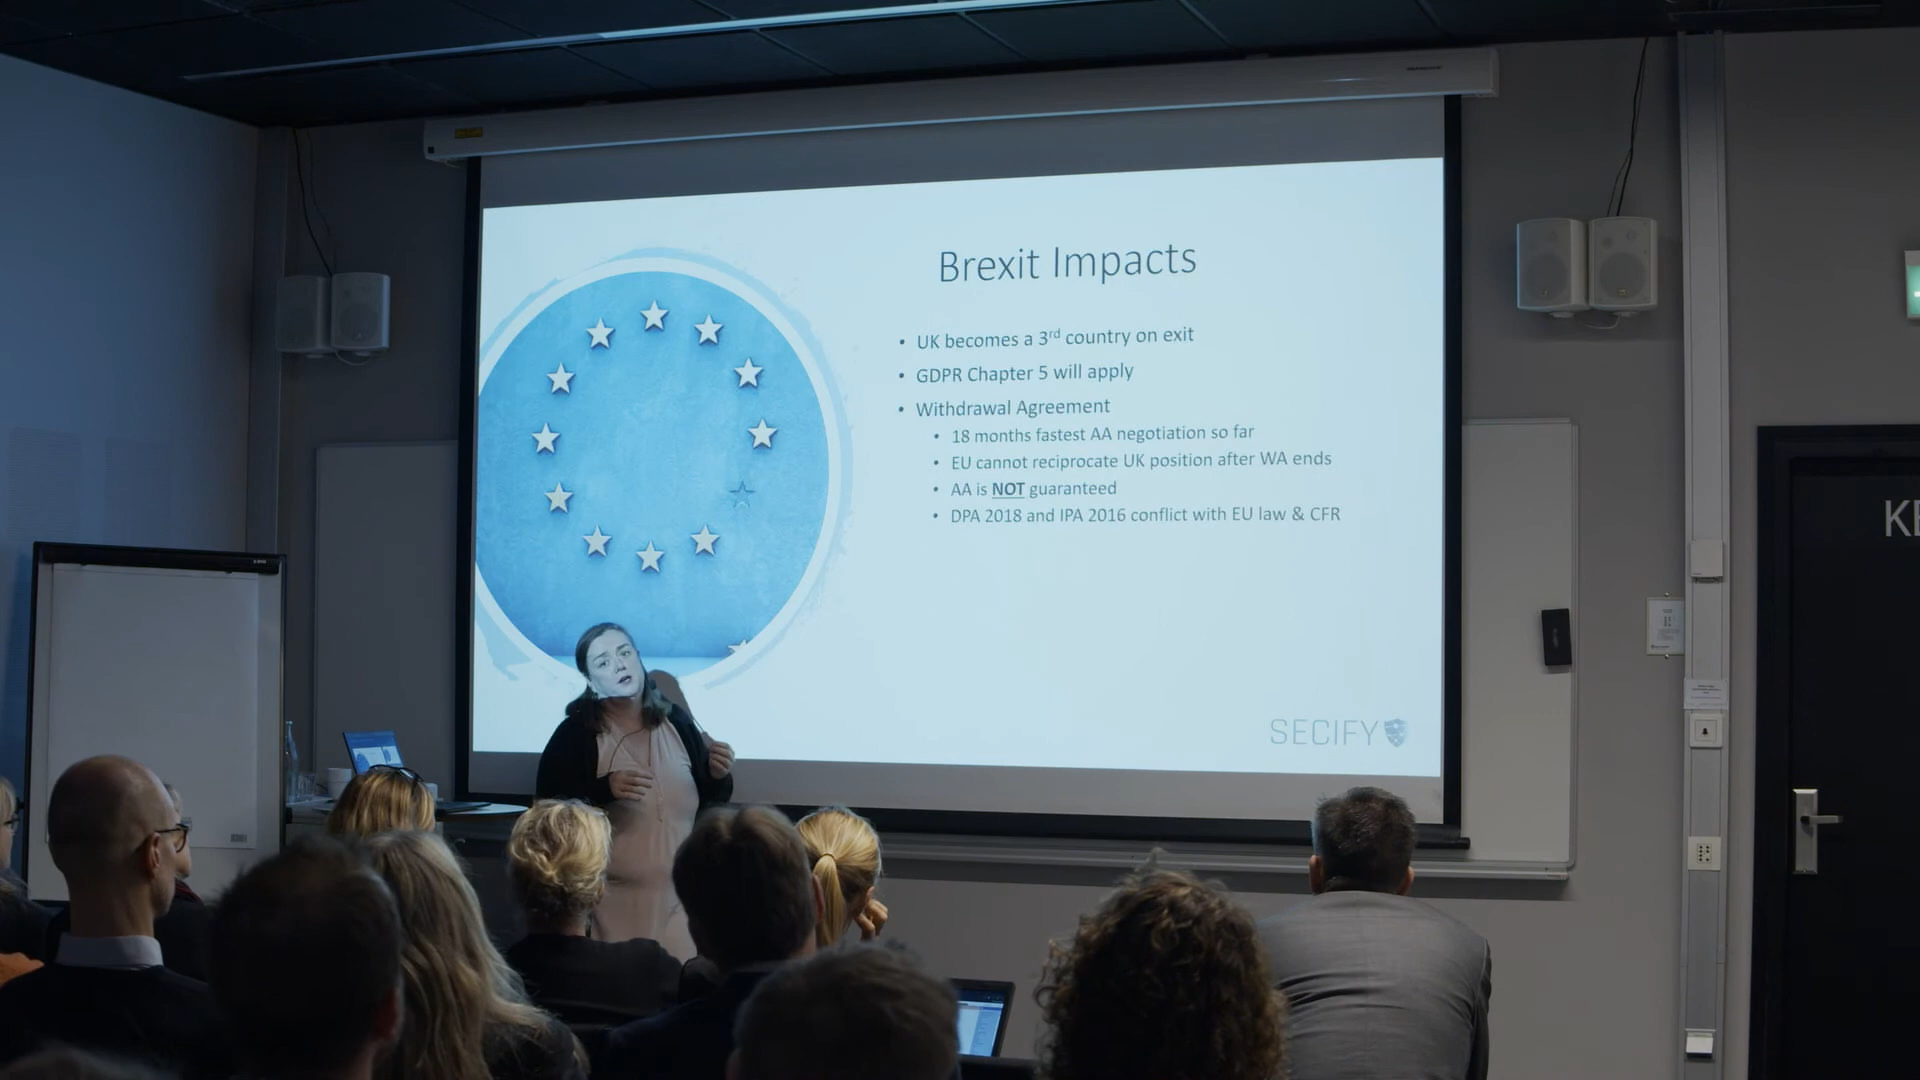 Brexit Impacts
• UK becomes a 3rd country on exit
• GDPR Chapter 5 will apply
• Withdrawal Agreement
• 18 months fastest AA negotiation so far
• EU cannot reciprocate UK position after WA ends
• AA is NOT guaranteed
• DPA 2018 and IPA 2016 conflict with EU law & CFR
SECIFY